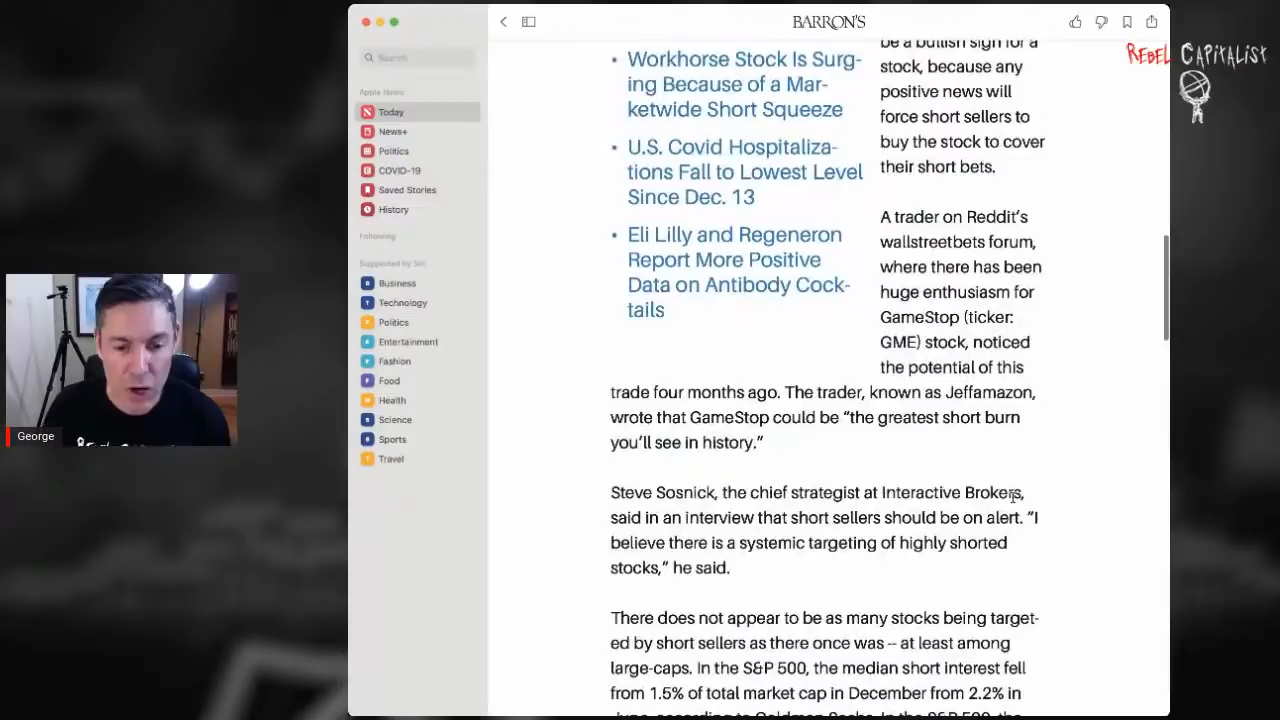 BARRON'S
REBEL CAPITALIST
Search
Apple News
Today
News+
Politics
COVID-19
Saved Stories
History
Following
Suggested by Siri
Business
Technology
Politics
Entertainment
Fashion
Food
Health
Science
Sports
Travel
George
• Workhorse Stock Is Surg-
ing Because of a Mar-
ketwide Short Squeeze
• U.S. Covid Hospitaliza-
tions Fall to Lowest Level
Since Dec. 13
• Eli Lilly and Regeneron
Report More Positive
Data on Antibody Cock-
tails
be a bullish sign for a
stock, because any
positive news will
force short sellers to
buy the stock to cover
their short bets.
A trader on Reddit's
wallstreetbets forum,
where there has been
huge enthusiasm for
GameStop (ticker:
GME) stock, noticed
the potential of this
trade four months ago. The trader, known as Jeffamazon,
wrote that GameStop could be “the greatest short burn
you'll see in history.”
Steve Sosnick, the chief strategist at Interactive Brokers,
said in an interview that short sellers should be on alert. “I
believe there is a systemic targeting of highly shorted
stocks,” he said.
There does not appear to be as many stocks being target-
ed by short sellers as there once was -- at least among
large-caps. In the S&P 500, the median short interest fell
from 1.5% of total market cap in December from 2.2% in